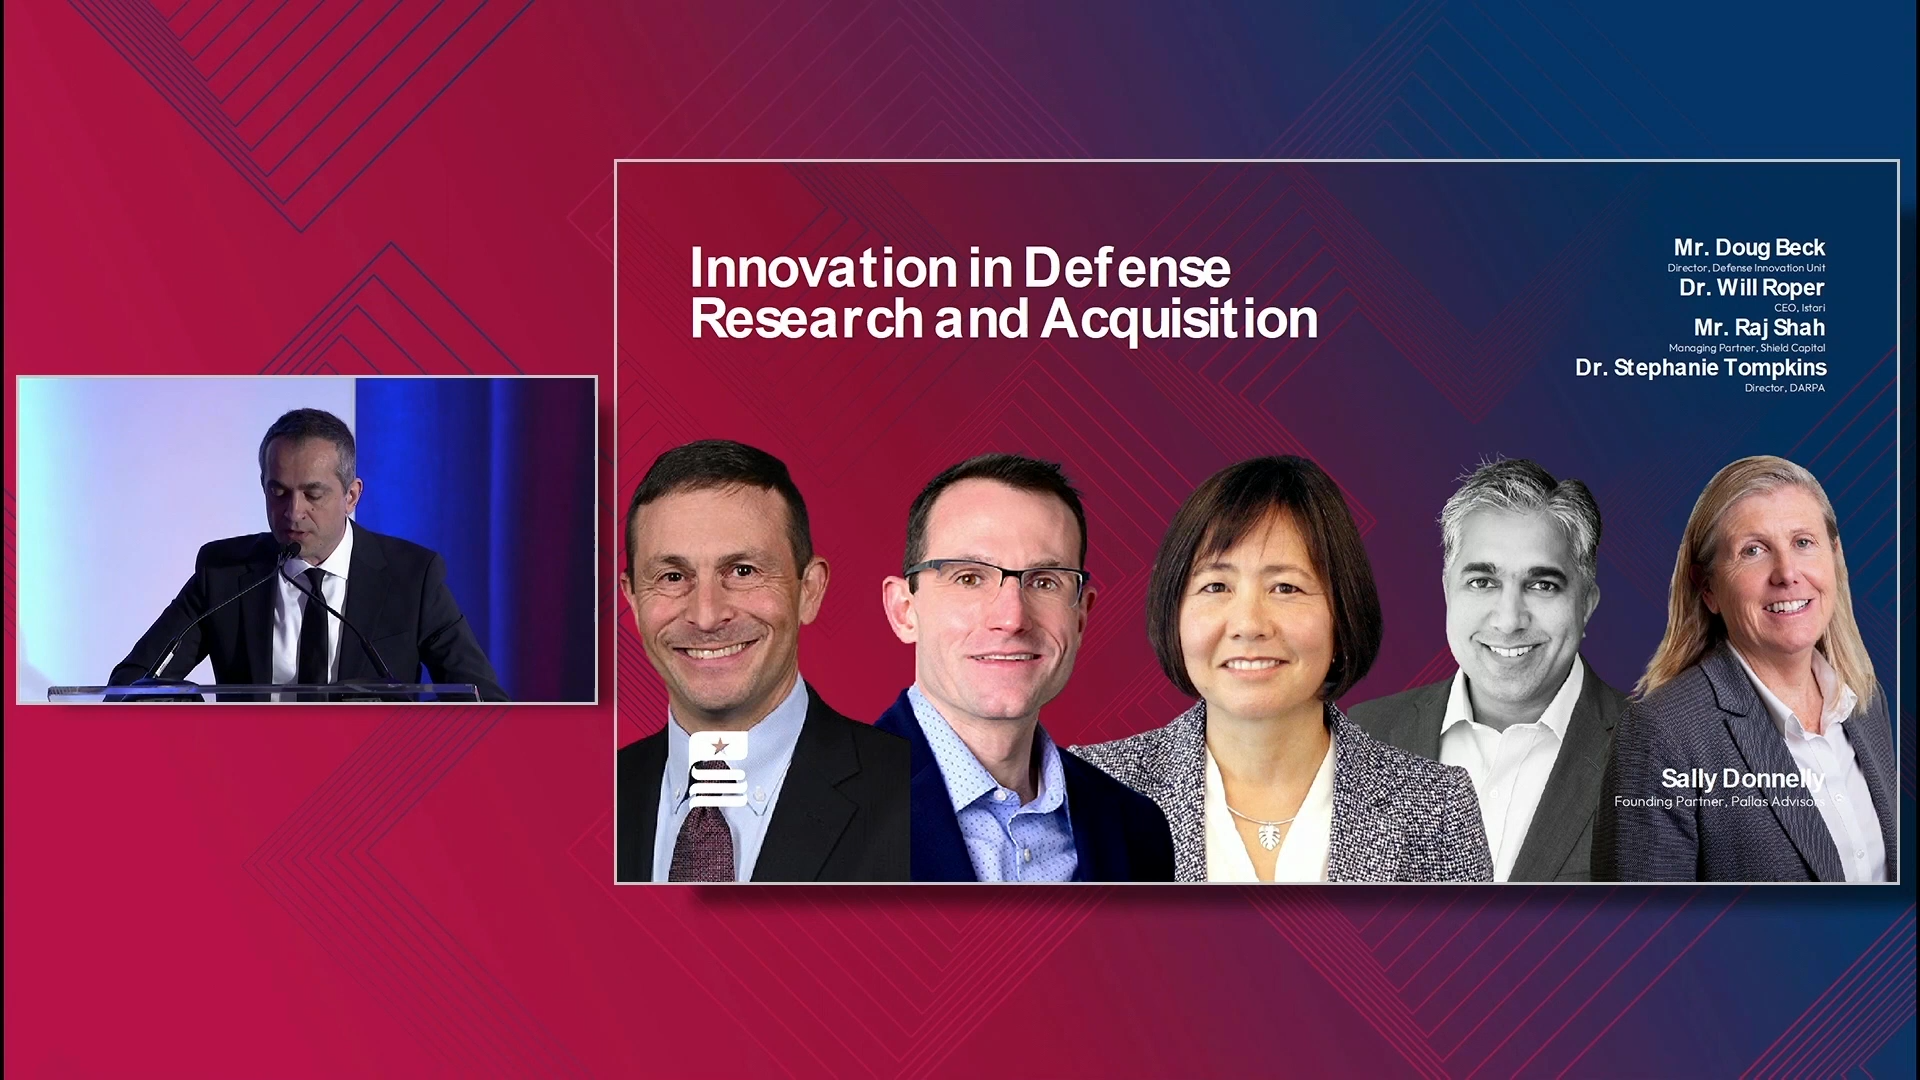 Innovation in Defense
Research and Acquisition
Mr. Doug Beck
Director, Defense Innovation Unit
Dr. Will Roper
CEO, Istari
Mr. Raj Shah
Managing Partner, Shield Capital
Dr. Stephanie Tompkins
Director, DARPA
Sally Donnelly
Founding Partner, Pallas Advisors